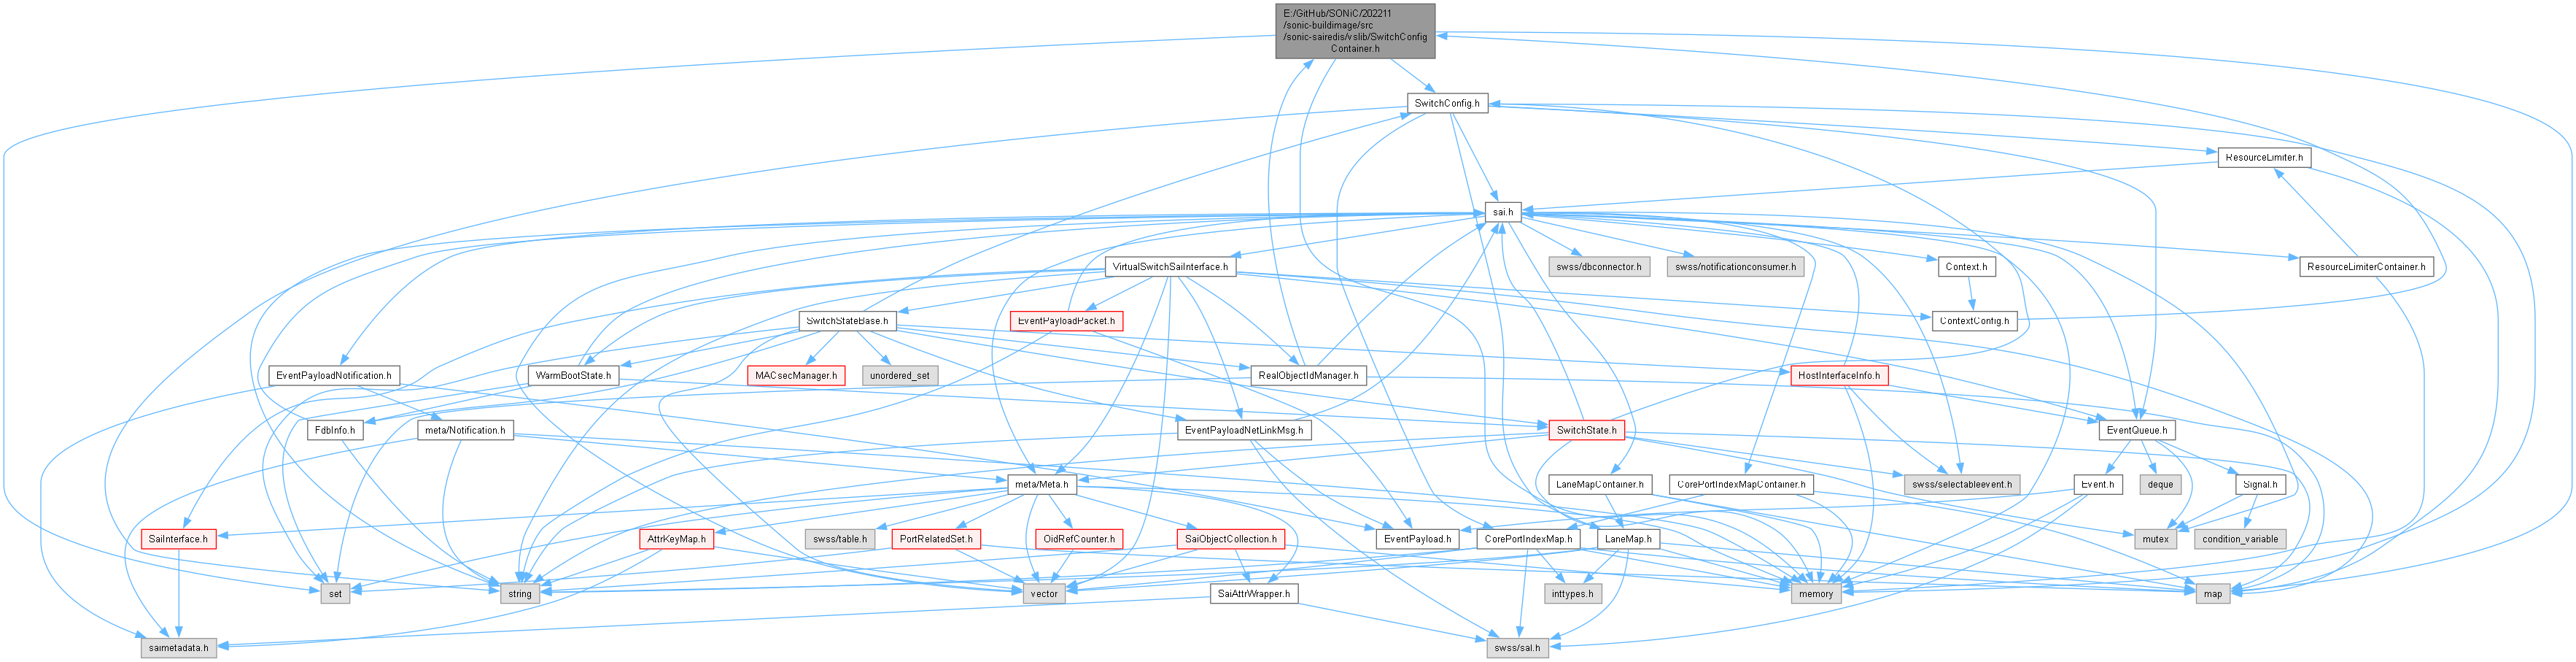 E:/GitHub/SONiC/202211
/sonic-buildimage/src
/sonic-sairedis/vslib/SwitchConfig
Container.h
SwitchConfig.h
ResourceLimiter.h
sai.h
VirtualSwitchSaiInterface.h
swss/dbconnector.h
swss/notificationconsumer.h
Context.h
ResourceLimiterContainer.h
SwitchStateBase.h
EventPayloadPacket.h
ContextConfig.h
EventPayloadNotification.h
WarmBootState.h
MACsecManager.h
unordered_set
RealObjectIdManager.h
HostInterfaceInfo.h
FdbInfo.h
meta/Notification.h
EventPayloadNetLinkMsg.h
SwitchState.h
EventQueue.h
meta/Meta.h
LaneMapContainer.h
CorePortIndexMapContainer.h
swss/selectableevent.h
Event.h
deque
Signal.h
SaiInterface.h
AttrKeyMap.h
swss/table.h
PortRelatedSet.h
OidRefCounter.h
SaiObjectCollection.h
EventPayload.h
CorePortIndexMap.h
LaneMap.h
mutex
condition_variable
set
string
vector
SaiAttrWrapper.h
inttypes.h
memory
map
saimetadata.h
swss/sal.h